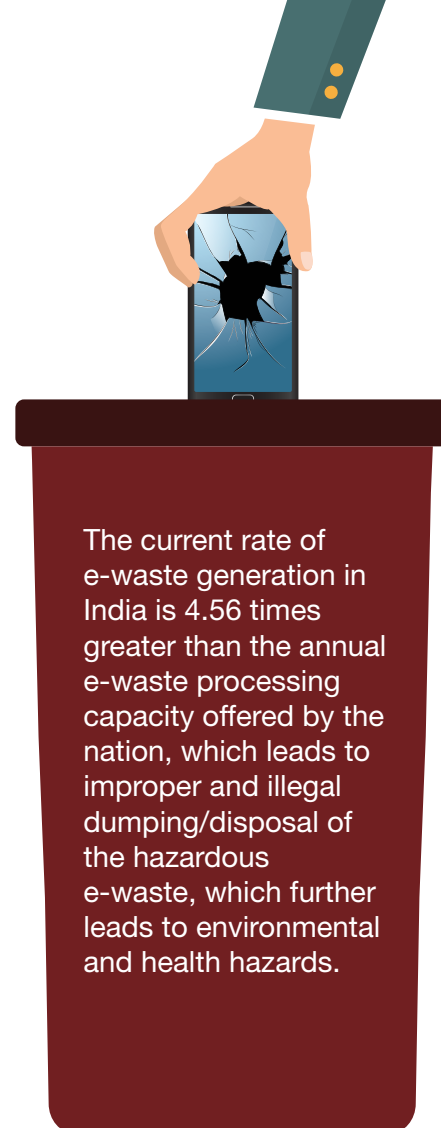 The current rate of
e-waste generation in
India is 4.56 times
greater than the annual
e-waste processing
capacity offered by the
nation, which leads to
improper and illegal
dumping/disposal of
the hazardous
e-waste, which further
leads to environmental
and health hazards.